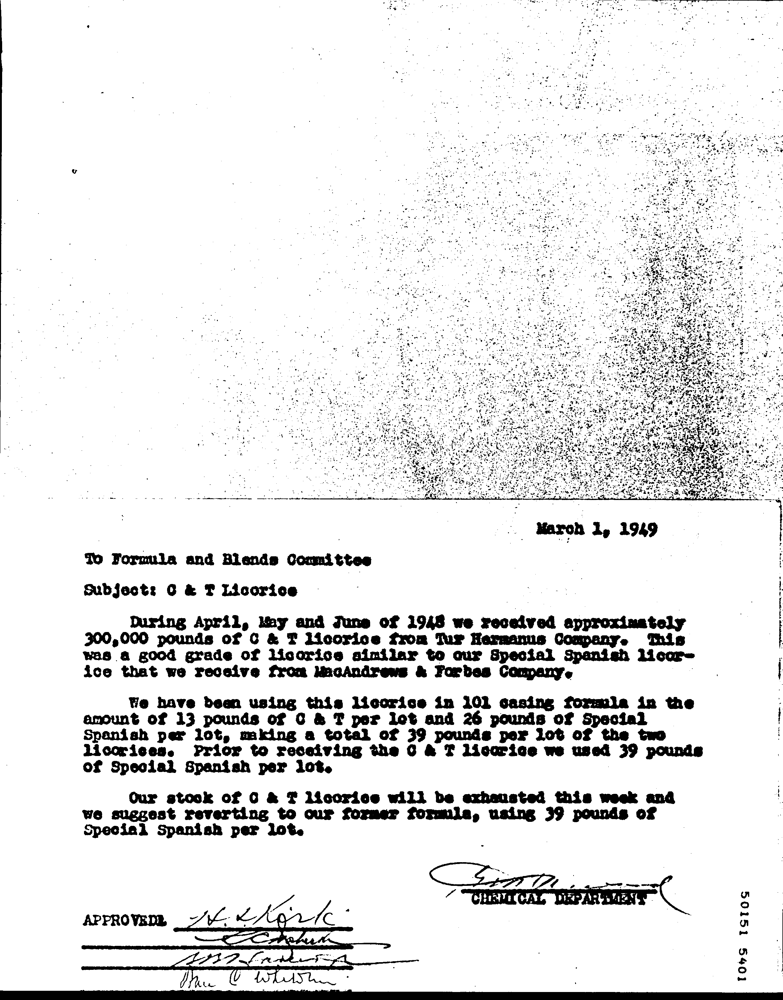 March 1, 1949
To Formula and Blends Committee
Subject: C & T Licorice
During April, May and June of 1948 we received approximately
300,000 pounds of C & T licorice from Tur Hermanus Company. This
was a good grade of licorice similar to our Special Spanish licor-
ice that we receive from MacAndrews & Forbes Company.
We have been using this licorice in 101 casing formula in the
amount of 13 pounds of C & T per lot and 26 pounds of Special
Spanish per lot, making a total of 39 pounds per lot of the two
licorices. Prior to receiving the C & T licorice we used 39 pounds
of Special Spanish per lot.
Our stock of C & T licorice will be exhausted this week and
we suggest reverting to our former formula, using 39 pounds of
Special Spanish per lot.
CHEMICAL DEPARTMENT
APPROVED:
50151 5401